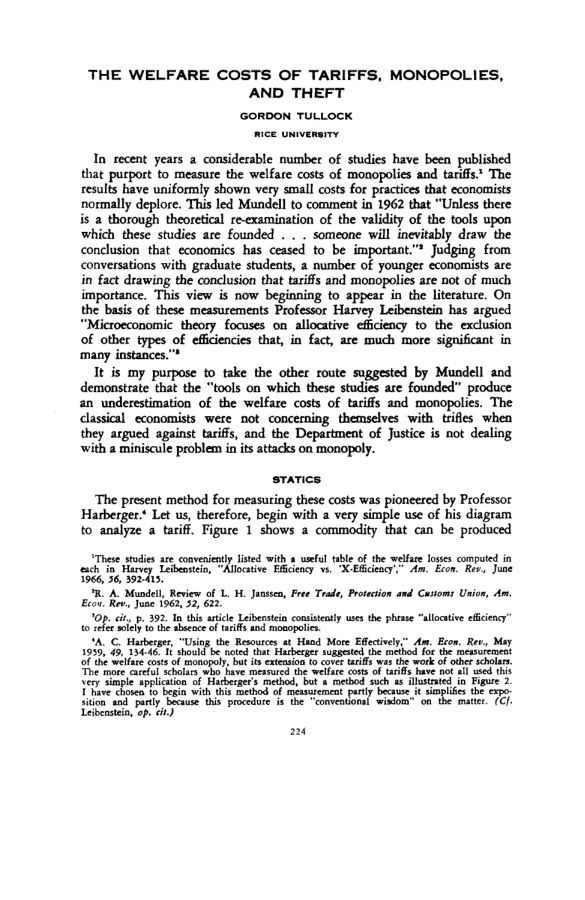 THE WELFARE COSTS OF TARIFFS, MONOPOLIES,
AND THEFT
GORDON TULLOCK
RICE UNIVERSITY
In recent years a considerable number of studies have been published
that purport to measure the welfare costs of monopolies and tariffs.¹ The
results have uniformly shown very small costs for practices that economists
normally deplore. This led Mundell to comment in 1962 that "Unless there
is a thorough theoretical re-examination of the validity of the tools upon
which these studies are founded . . . someone will inevitably draw the
conclusion that economics has ceased to be important."² Judging from
conversations with graduate students, a number of younger economists are
in fact drawing the conclusion that tariffs and monopolies are not of much
importance. This view is now beginning to appear in the literature. On
the basis of these measurements Professor Harvey Leibenstein has argued
"Microeconomic theory focuses on allocative efficiency to the exclusion
of other types of efficiencies that, in fact, are much more significant in
many instances."³
It is my purpose to take the other route suggested by Mundell and
demonstrate that the "tools on which these studies are founded" produce
an underestimation of the welfare costs of tariffs and monopolies. The
classical economists were not concerning themselves with trifles when
they argued against tariffs, and the Department of Justice is not dealing
with a miniscule problem in its attacks on monopoly.
STATICS
The present method for measuring these costs was pioneered by Professor
Harberger.⁴ Let us, therefore, begin with a very simple use of his diagram
to analyze a tariff. Figure 1 shows a commodity that can be produced
¹These studies are conveniently listed with a useful table of the welfare losses computed in
each in Harvey Leibenstein, "Allocative Efficiency vs. 'X-Efficiency'," Am. Econ. Rev., June
1966, 56, 392-415.
²R. A. Mundell, Review of L. H. Janssen, Free Trade, Protection and Customs Union, Am.
Econ. Rev., June 1962, 52, 622.
³Op. cit., p. 392. In this article Leibenstein consistently uses the phrase "allocative efficiency"
to refer solely to the absence of tariffs and monopolies.
⁴A. C. Harberger, "Using the Resources at Hand More Effectively," Am. Econ. Rev., May
1959, 49, 134-46. It should be noted that Harberger suggested the method for the measurement
of the welfare costs of monopoly, but its extension to cover tariffs was the work of other scholars.
The more careful scholars who have measured the welfare costs of tariffs have not all used this
very simple application of Harberger's method, but a method such as illustrated in Figure 2.
I have chosen to begin with this method of measurement partly because it simplifies the expo-
sition and partly because this procedure is the "conventional wisdom" on the matter. (Cf.
Leibenstein, op. cit.)
224